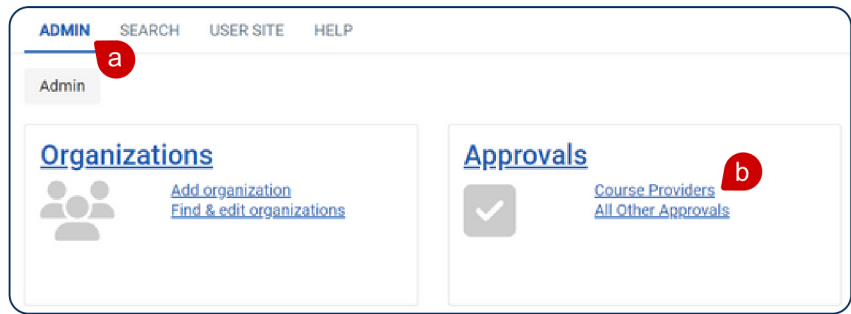 ADMIN SEARCH USER SITE HELP
a
Admin
Organizations
Add organization
Find & edit organizations
Approvals
b
Course Providers
All Other Approvals